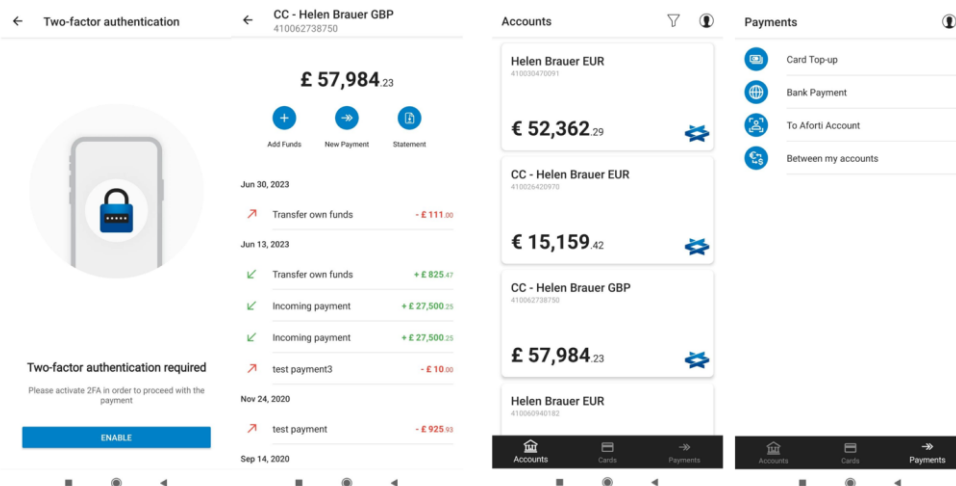 Two-factor authentication
Two-factor authentication required
Please activate 2FA in order to proceed with the
payment
ENABLE
CC - Helen Brauer GBP
410062738750
£ 57,984.23
Add Funds
New Payment
Statement
Jun 30, 2023
Transfer own funds - £ 111.00
Jun 13, 2023
Transfer own funds + £ 825.47
Incoming payment + £ 27,500.25
Incoming payment + £ 27,500.25
test payment3 - £ 10.00
Nov 24, 2020
test payment - £ 925.93
Sep 14, 2020
Accounts
Helen Brauer EUR
410030470091
€ 52,362.29
CC - Helen Brauer EUR
410026420970
€ 15,159.42
CC - Helen Brauer GBP
410062738750
£ 57,984.23
Helen Brauer EUR
410060940182
Accounts
Cards
Payments
Payments
Card Top-up
Bank Payment
To Aforti Account
Between my accounts
Accounts
Cards
Payments